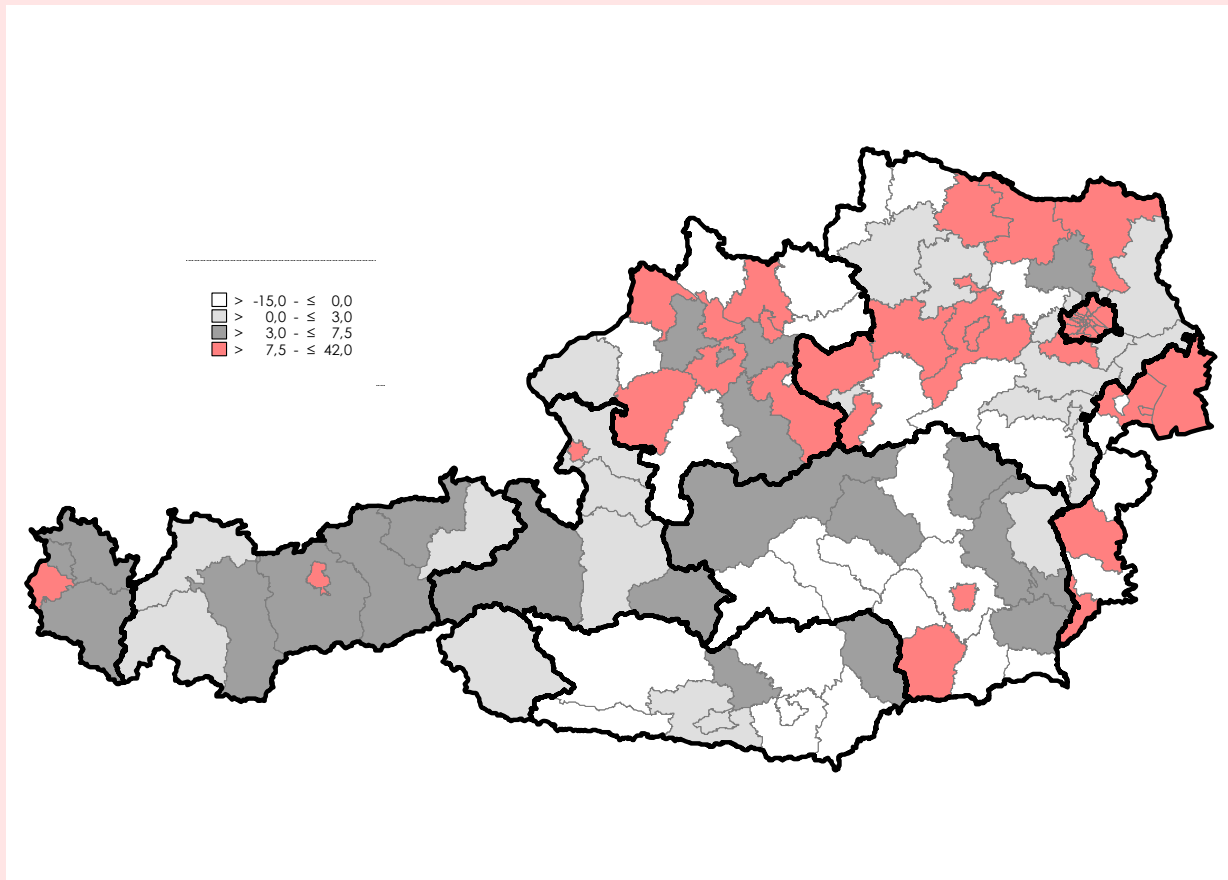 > -15,0 - ≤ 0,0
> 0,0 - ≤ 3,0
> 3,0 - ≤ 7,5
> 7,5 - ≤ 42,0